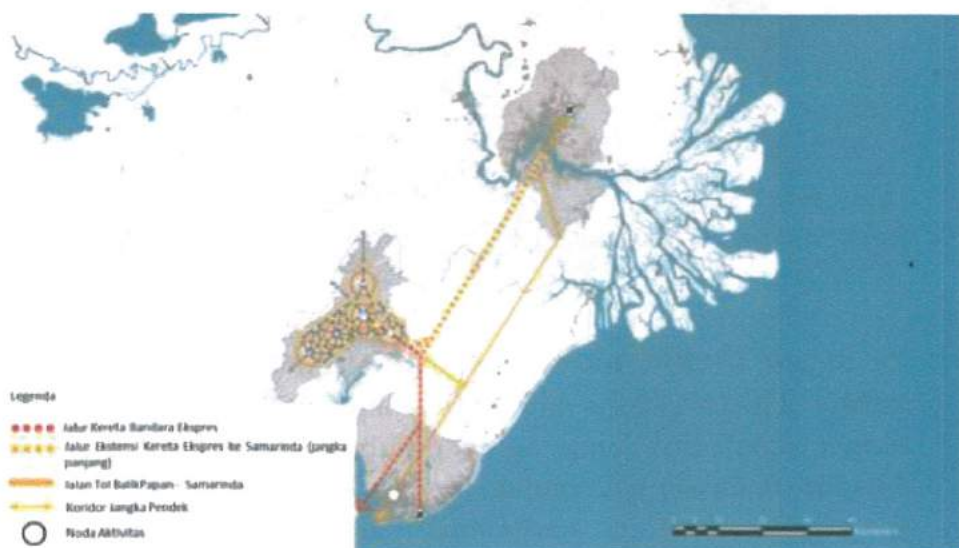 Legenda
Jalur Kereta Bandara Ekspres
Jalur Ekstensi Kereta Ekspres ke Samarinda (jangka
panjang)
Jalan Tol BalikPapan - Samarinda
Koridor Jangka Pendek
Noda Aktivitas